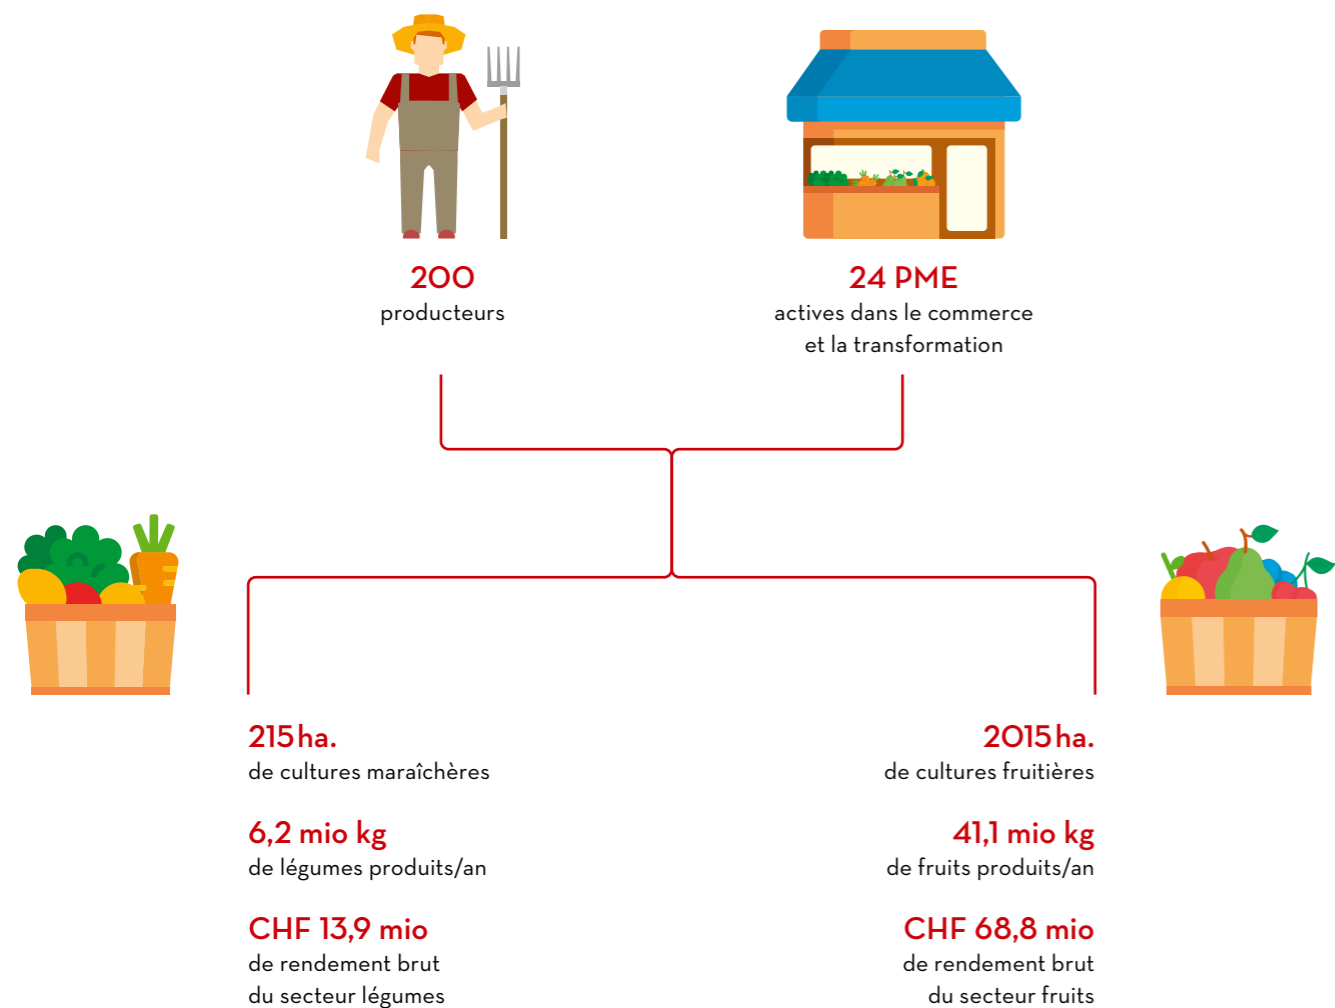 200
producteurs
24 PME
actives dans le commerce
et la transformation
215 ha.
de cultures maraîchères
6,2 mio kg
de légumes produits/an
CHF 13,9 mio
de rendement brut
du secteur légumes
2015 ha.
de cultures fruitières
41,1 mio kg
de fruits produits/an
CHF 68,8 mio
de rendement brut
du secteur fruits